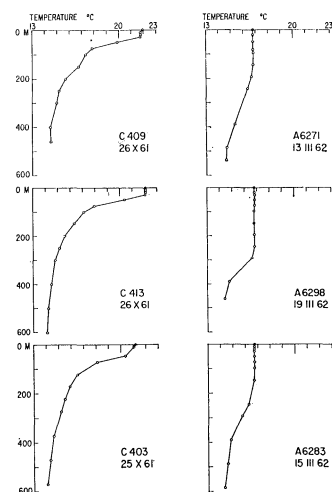 TEMPERATURE °C
13 20 22 23
0 M
200
400
600
C 409
26 X 61
TEMPERATURE °C
13 20 23
A6271
13 III 62
0 M
200
400
600
C 413
26 X 61
A6298
19 III 62
0 M
200
400
600
C 403
25 X 61
A6283
15 III 62